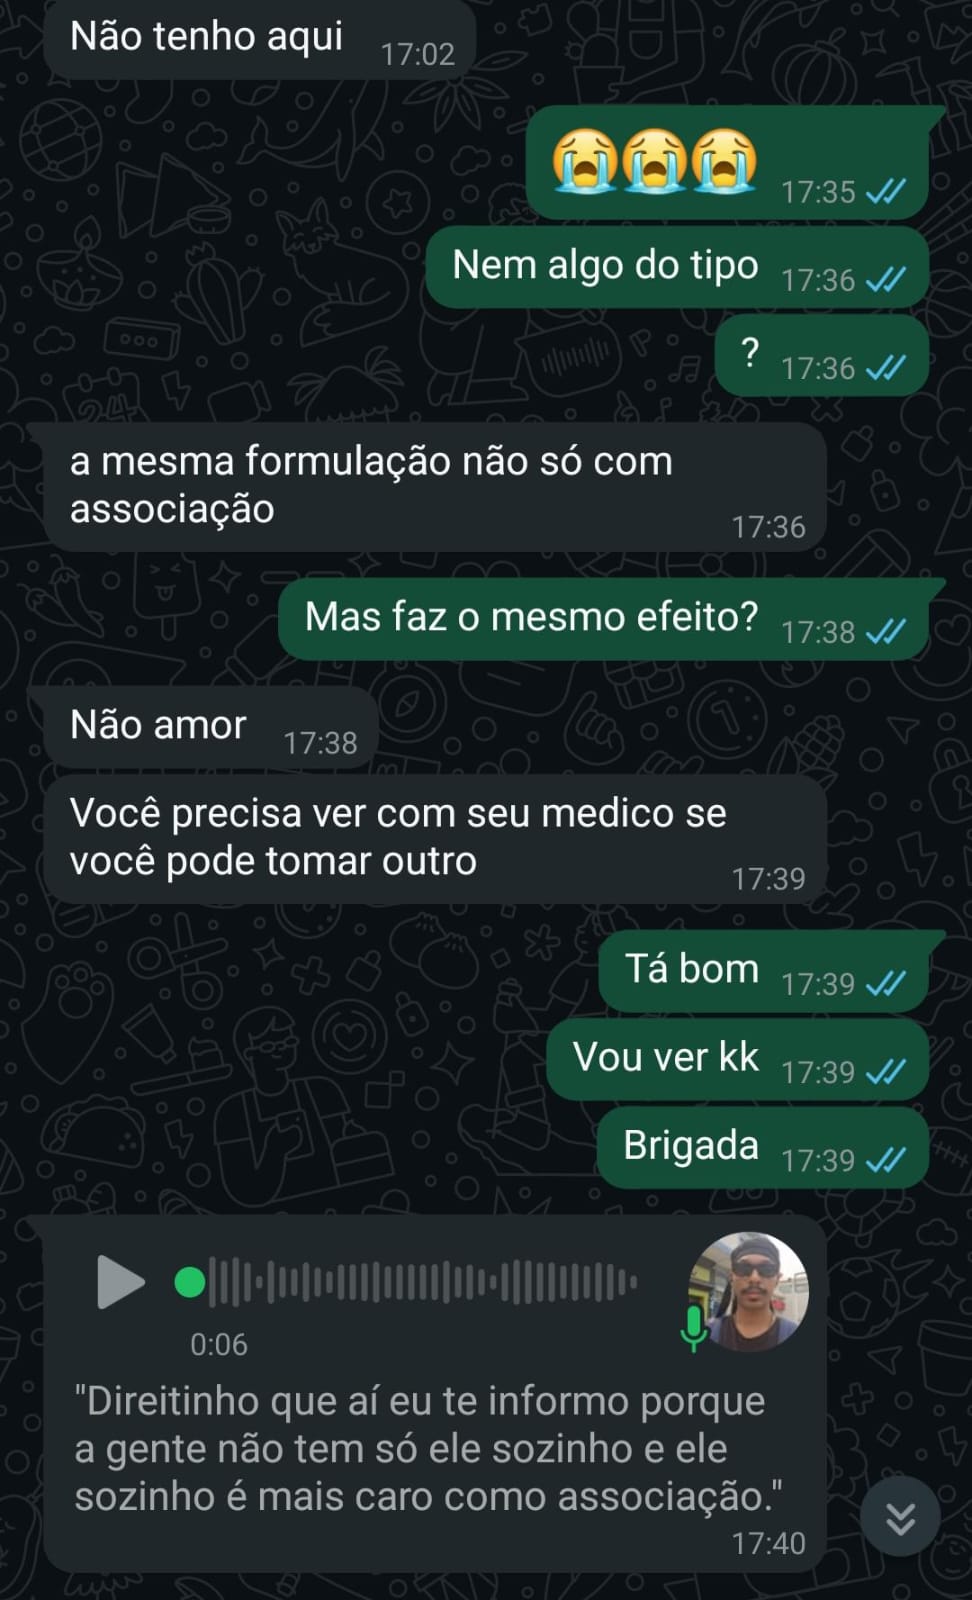 Não tenho aqui 17:02
😭😭😭 17:35
Nem algo do tipo 17:36
? 17:36
a mesma formulação não só com
associação
17:36
Mas faz o mesmo efeito? 17:38
Não amor 17:38
Você precisa ver com seu medico se
você pode tomar outro
17:39
Tá bom 17:39
Vou ver kk 17:39
Brigada 17:39
0:06
"Direitinho que aí eu te informo porque
a gente não tem só ele sozinho e ele
sozinho é mais caro como associação."
17:40